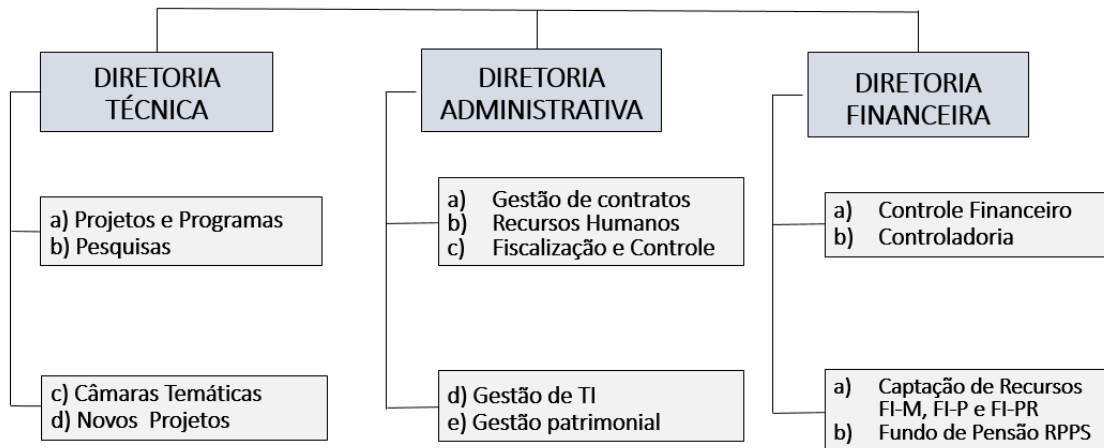 DIRETORIA
TÉCNICA
a) Projetos e Programas
b) Pesquisas
c) Câmaras Temáticas
d) Novos Projetos
DIRETORIA
ADMINISTRATIVA
a) Gestão de contratos
b) Recursos Humanos
c) Fiscalização e Controle
d) Gestão de TI
e) Gestão patrimonial
DIRETORIA
FINANCEIRA
a) Controle Financeiro
b) Controladoria
a) Captação de Recursos
FI-M, FI-P e FI-PR
b) Fundo de Pensão RPPS